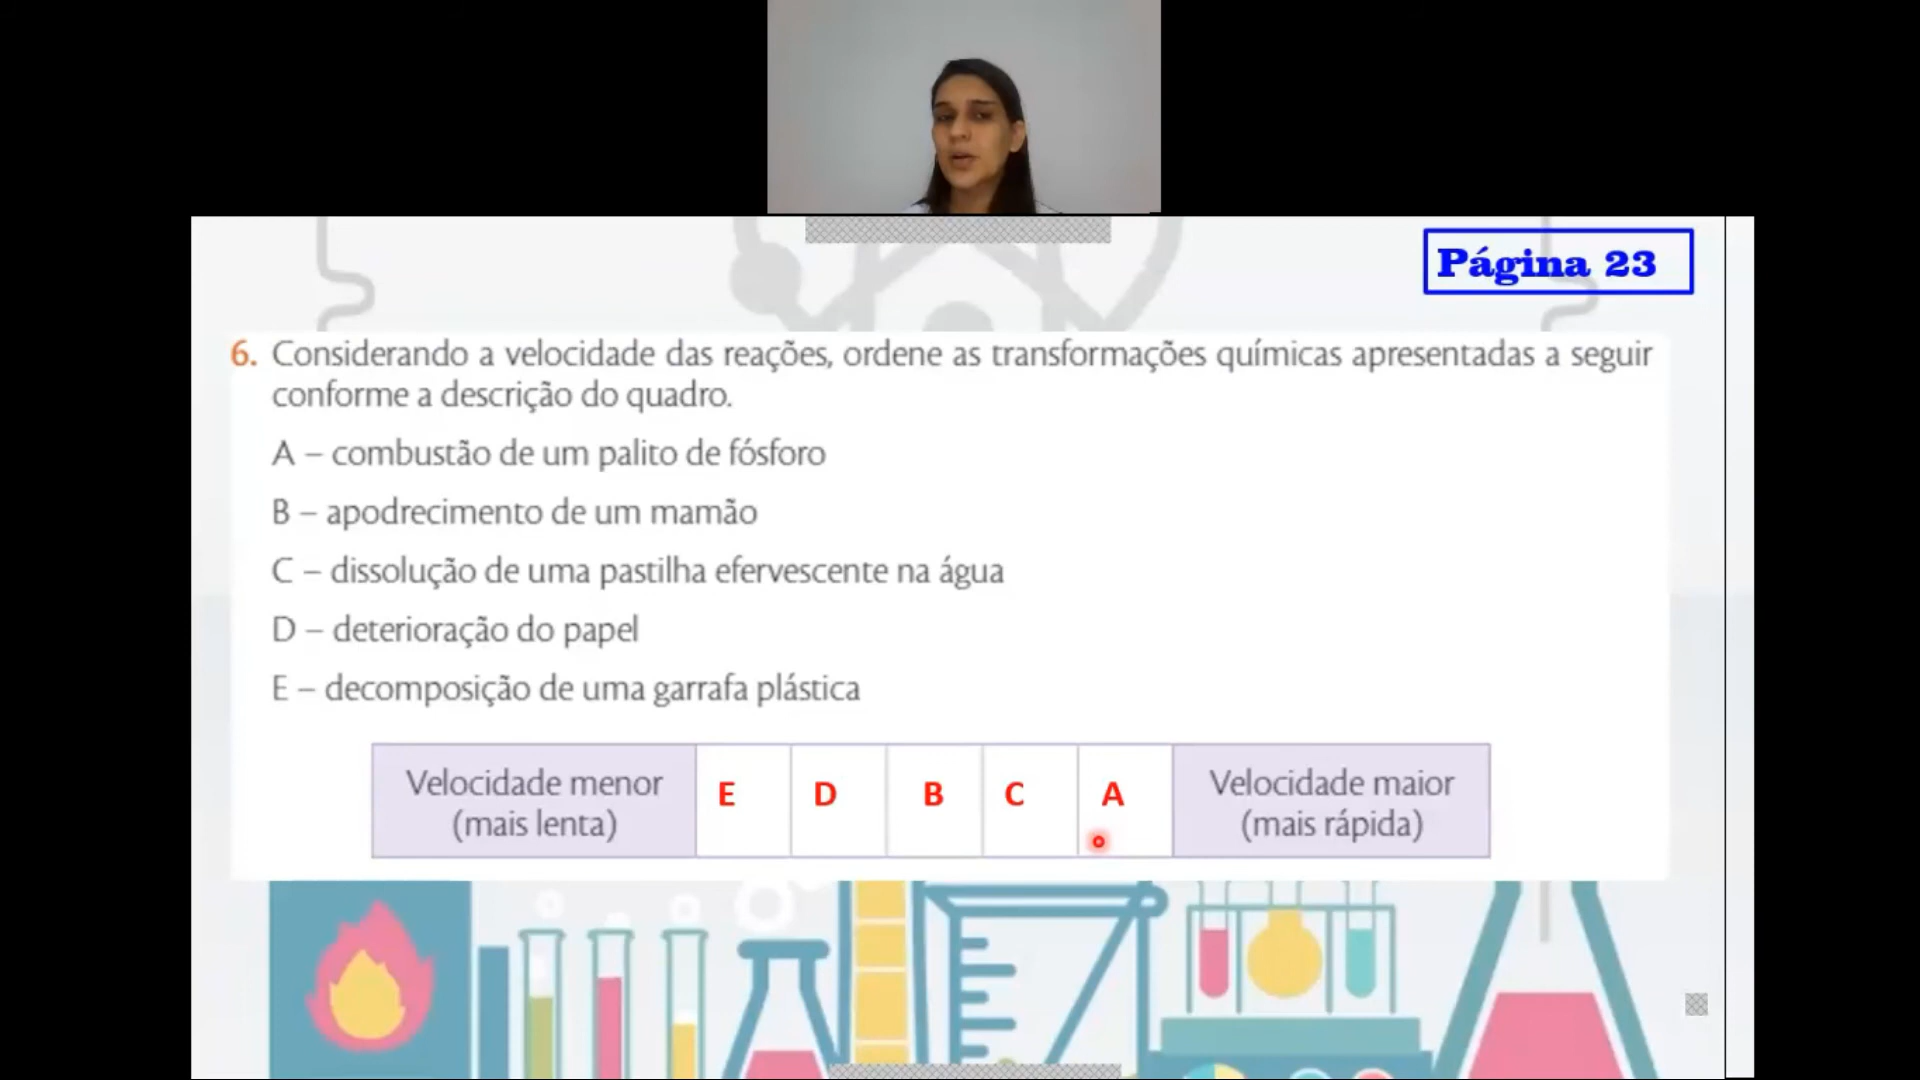 Página 23
6. Considerando a velocidade das reações, ordene as transformações químicas apresentadas a seguir
conforme a descrição do quadro.
A – combustão de um palito de fósforo
B – apodrecimento de um mamão
C – dissolução de uma pastilha efervescente na água
D – deterioração do papel
E – decomposição de uma garrafa plástica
Velocidade menor
(mais lenta)
E D B C A
Velocidade maior
(mais rápida)